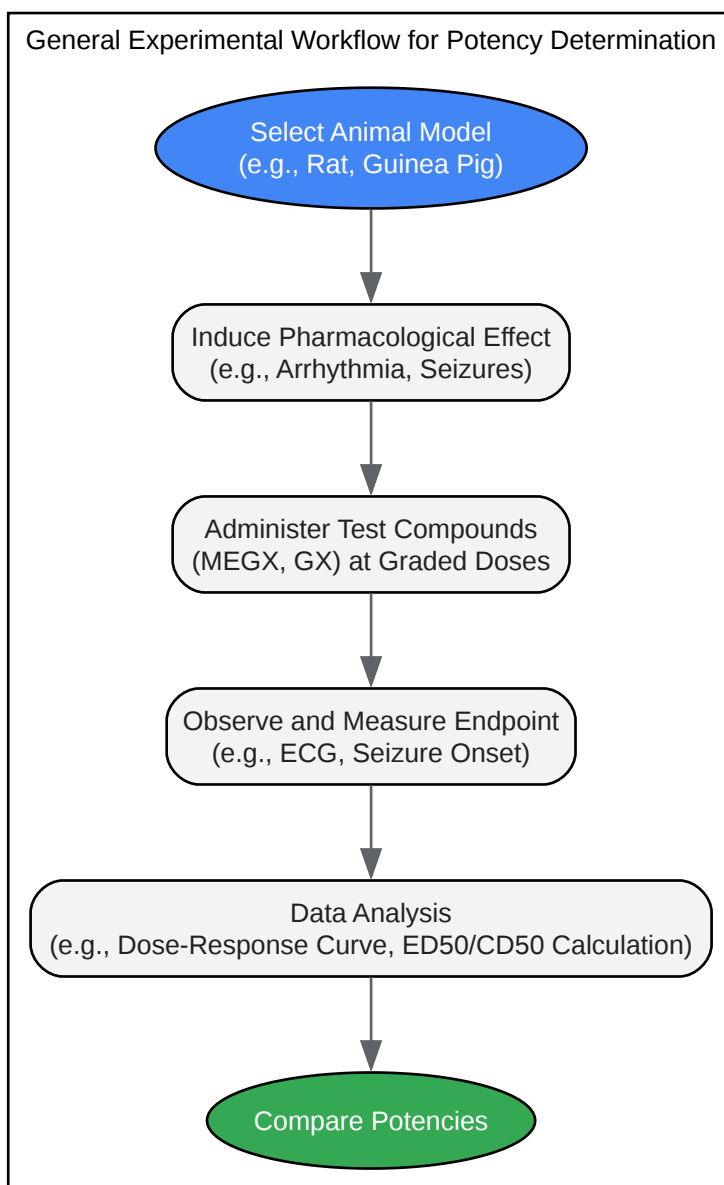 General Experimental Workflow for Potency Determination
Select Animal Model
(e.g., Rat, Guinea Pig)
Induce Pharmacological Effect
(e.g., Arrhythmia, Seizures)
Administer Test Compounds
(MEGX, GX) at Graded Doses
Observe and Measure Endpoint
(e.g., ECG, Seizure Onset)
Data Analysis
(e.g., Dose-Response Curve, ED50/CD50 Calculation)
Compare Potencies